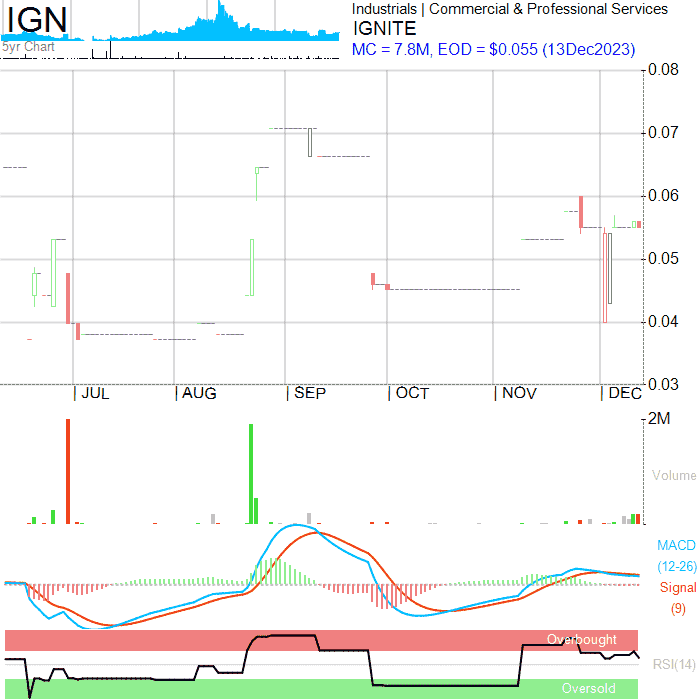 IGN
5yr Chart
Industrials | Commercial & Professional Services
IGNITE
MC = 7.8M, EOD = $0.055 (13Dec2023)
0.08
0.07
0.06
0.05
0.04
0.03
| JUL | AUG | SEP | OCT | NOV | DEC
2M
Volume
MACD
(12-26)
Signal
(9)
Overbought
RSI(14)
Oversold